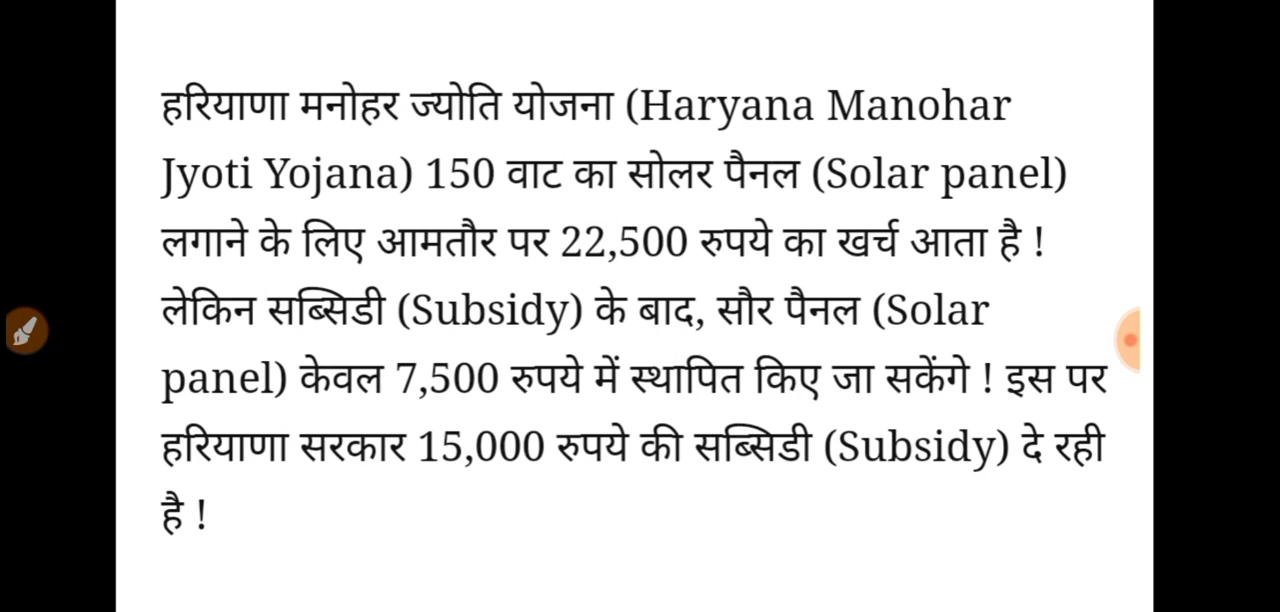 हरियाणा मनोहर ज्योति योजना (Haryana Manohar
Jyoti Yojana) 150 वाट का सोलर पैनल (Solar panel)
लगाने के लिए आमतौर पर 22,500 रुपये का खर्च आता है !
लेकिन सब्सिडी (Subsidy) के बाद, सौर पैनल (Solar
panel) केवल 7,500 रुपये में स्थापित किए जा सकेंगे ! इस पर
हरियाणा सरकार 15,000 रुपये की सब्सिडी (Subsidy) दे रही
है !